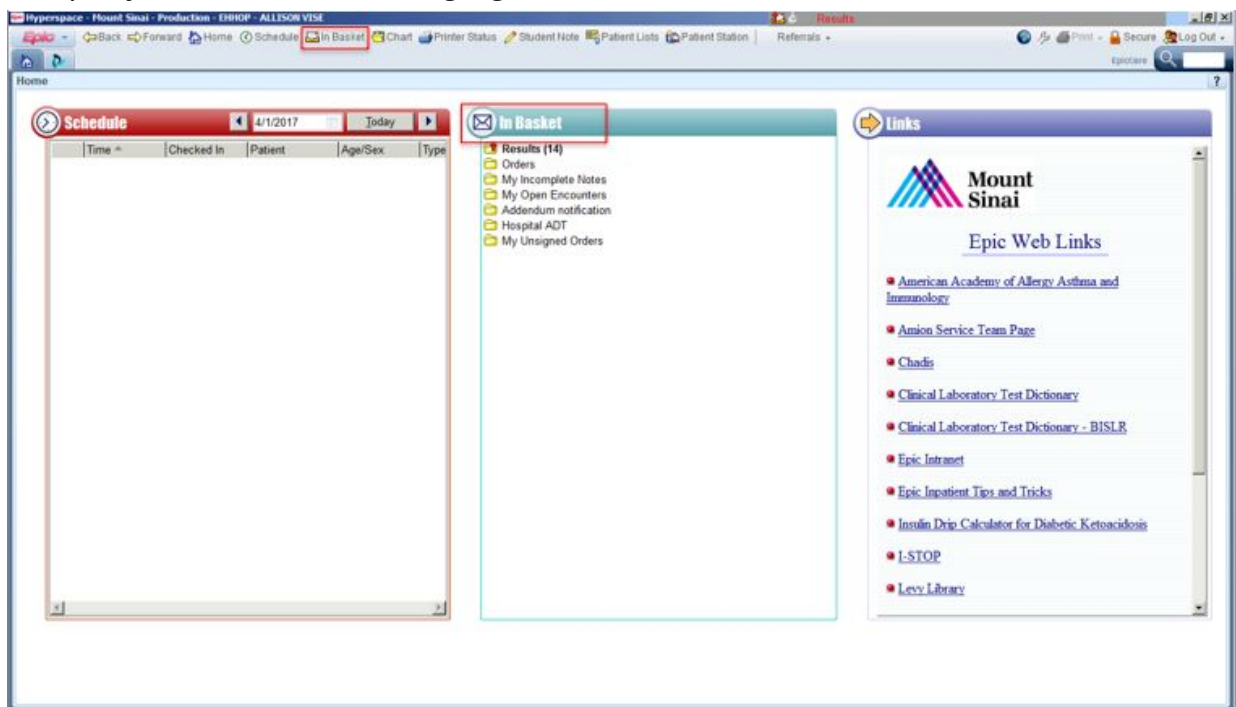 Hyperspace - Mount Sinai - Production - EHHOP - ALLISON VISE
Results
Epic
Back Forward Home Schedule In Basket Chart Printer Status Student Note Patient Lists Patient Station Referrals Print Secure Log Out
EpicCare
Home ?
Schedule 4/1/2017 Today
Time Checked In Patient Age/Sex Type
In Basket
Results (14)
Orders
My Incomplete Notes
My Open Encounters
Addendum notification
Hospital ADT
My Unsigned Orders
Links
Mount
Sinai
Epic Web Links
American Academy of Allergy Asthma and
Immunology
Amion Service Team Page
Chadis
Clinical Laboratory Test Dictionary
Clinical Laboratory Test Dictionary - BISLR
Epic Intranet
Epic Inpatient Tips and Tricks
Insulin Drip Calculator for Diabetic Ketoacidosis
I-STOP
Levy Library